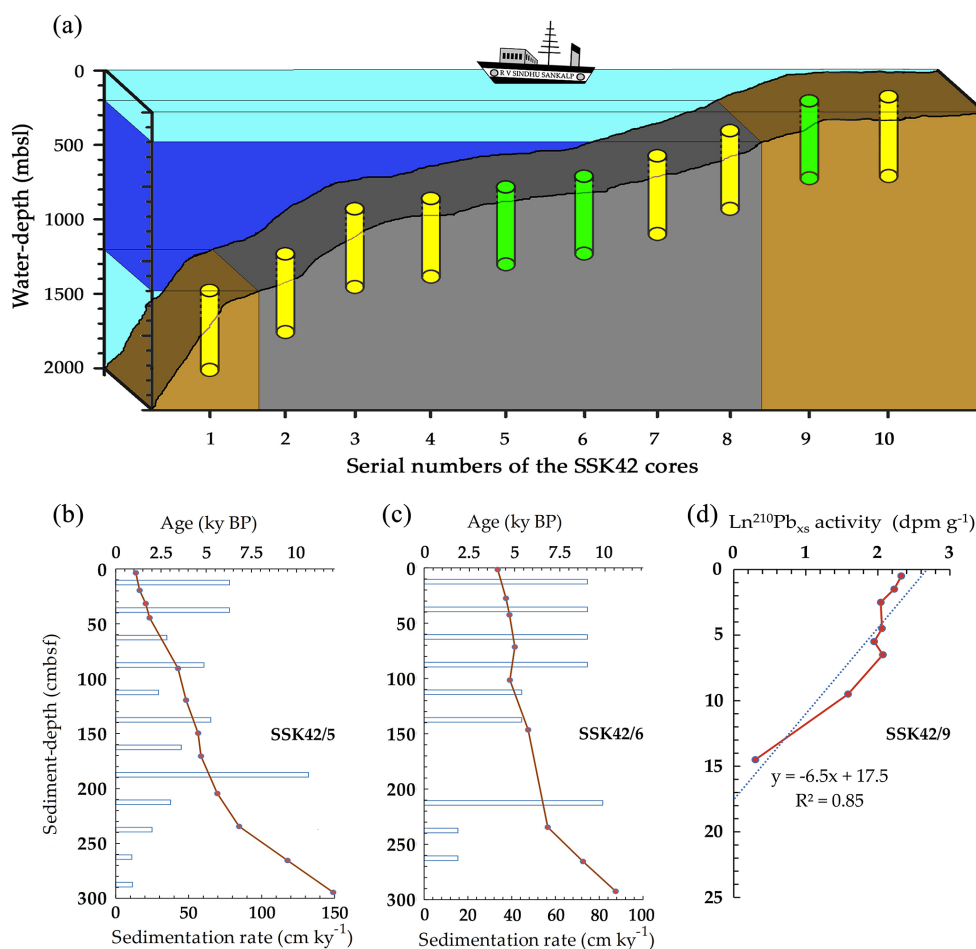 (a)
R V SINDHU SANKALP
0
500
1000
1500
2000
Water-depth (mbsl)
1 2 3 4 5 6 7 8 9 10
Serial numbers of the SSK42 cores
(b)
Age (ky BP)
0 2.5 5 7.5 10 12.5
0
50
100
150
200
250
300
Sediment-depth (cmbsf)
SSK42/5
0 50 100 150
Sedimentation rate (cm ky⁻¹)
(c)
Age (ky BP)
0 2.5 5 7.5 10 12.5
0
50
100
150
200
250
300
SSK42/6
0 20 40 60 80 100
Sedimentation rate (cm ky⁻¹)
(d)
Ln²¹⁰Pbₓₛ activity (dpm g⁻¹)
0 1 2 3
0
5
10
15
20
25
SSK42/9
y = -6.5x + 17.5
R² = 0.85